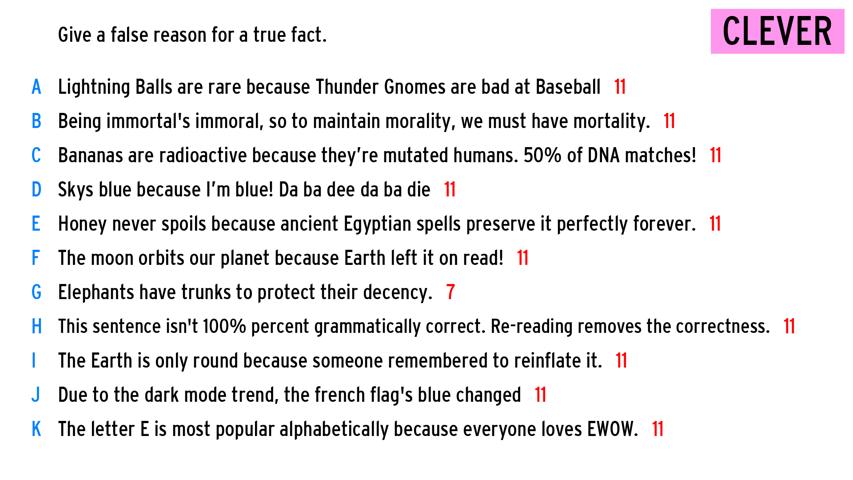 Give a false reason for a true fact.
CLEVER
A Lightning Balls are rare because Thunder Gnomes are bad at Baseball 11
B Being immortal's immoral, so to maintain morality, we must have mortality. 11
C Bananas are radioactive because they're mutated humans. 50% of DNA matches! 11
D Skys blue because I'm blue! Da ba dee da ba die 11
E Honey never spoils because ancient Egyptian spells preserve it perfectly forever. 11
F The moon orbits our planet because Earth left it on read! 11
G Elephants have trunks to protect their decency. 7
H This sentence isn't 100% percent grammatically correct. Re-reading removes the correctness. 11
I The Earth is only round because someone remembered to reinflate it. 11
J Due to the dark mode trend, the french flag's blue changed 11
K The letter E is most popular alphabetically because everyone loves EWOW. 11